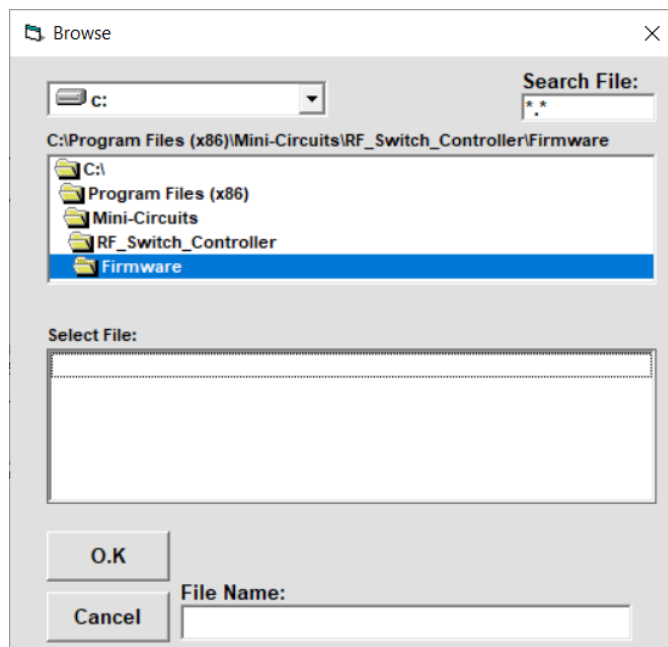 Browse
c:
Search File:
*.*
C:\Program Files (x86)\Mini-Circuits\RF_Switch_Controller\Firmware
C:\
Program Files (x86)
Mini-Circuits
RF_Switch_Controller
Firmware
Select File:
O.K
Cancel
File Name: